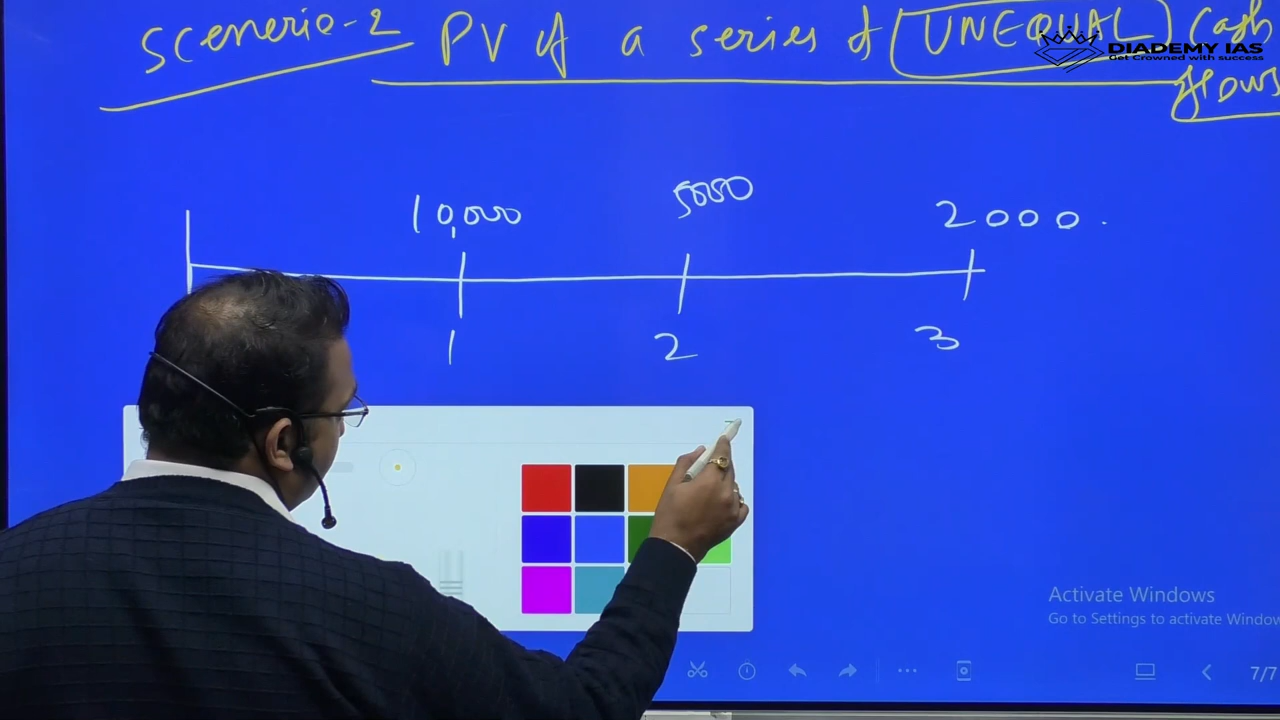 Scenerio-2 PV of a series of UNEQUAL Cash
flows
DIADEMY IAS
Get Crowned with success
10,000 5000 2000.
1 2 3
Activate Windows
Go to Settings to activate Window
7/7